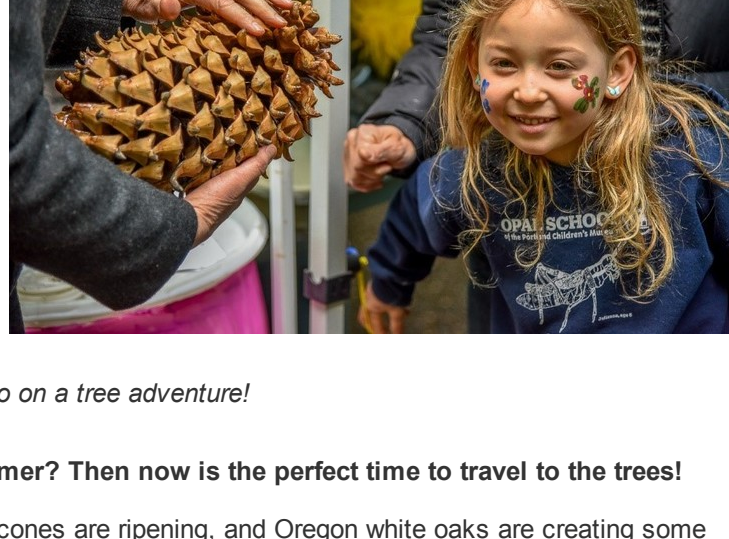 OPAL SCHOOL
of the Portland Children's Museum
o on a tree adventure!
mer? Then now is the perfect time to travel to the trees!
cones are ripening, and Oregon white oaks are creating some